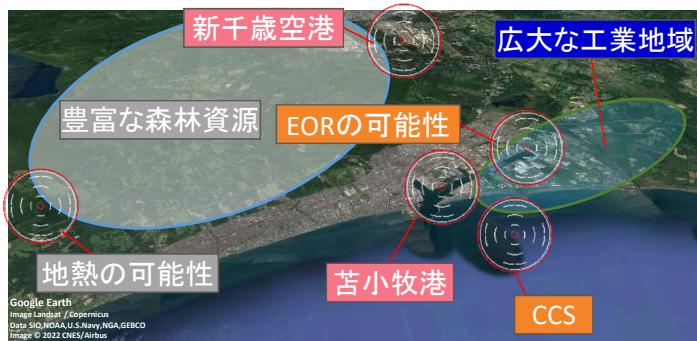 新千歳空港
広大な工業地域
豊富な森林資源
EORの可能性
地熱の可能性
苫小牧港
CCS
Google Earth
Image Landsat / Copernicus
Data SIO,NOAA,U.S.Navy,NGA,GEBCO
Image © 2022 CNES/Airbus